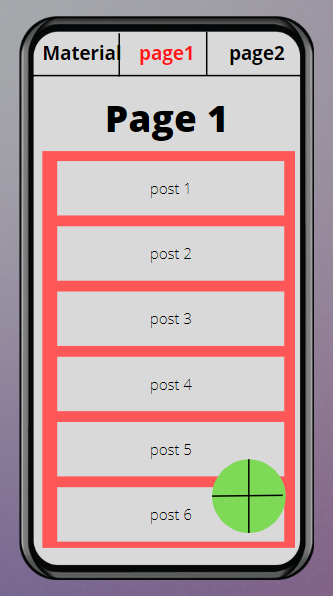 Material page1 page2
Page 1
post 1
post 2
post 3
post 4
post 5
post 6